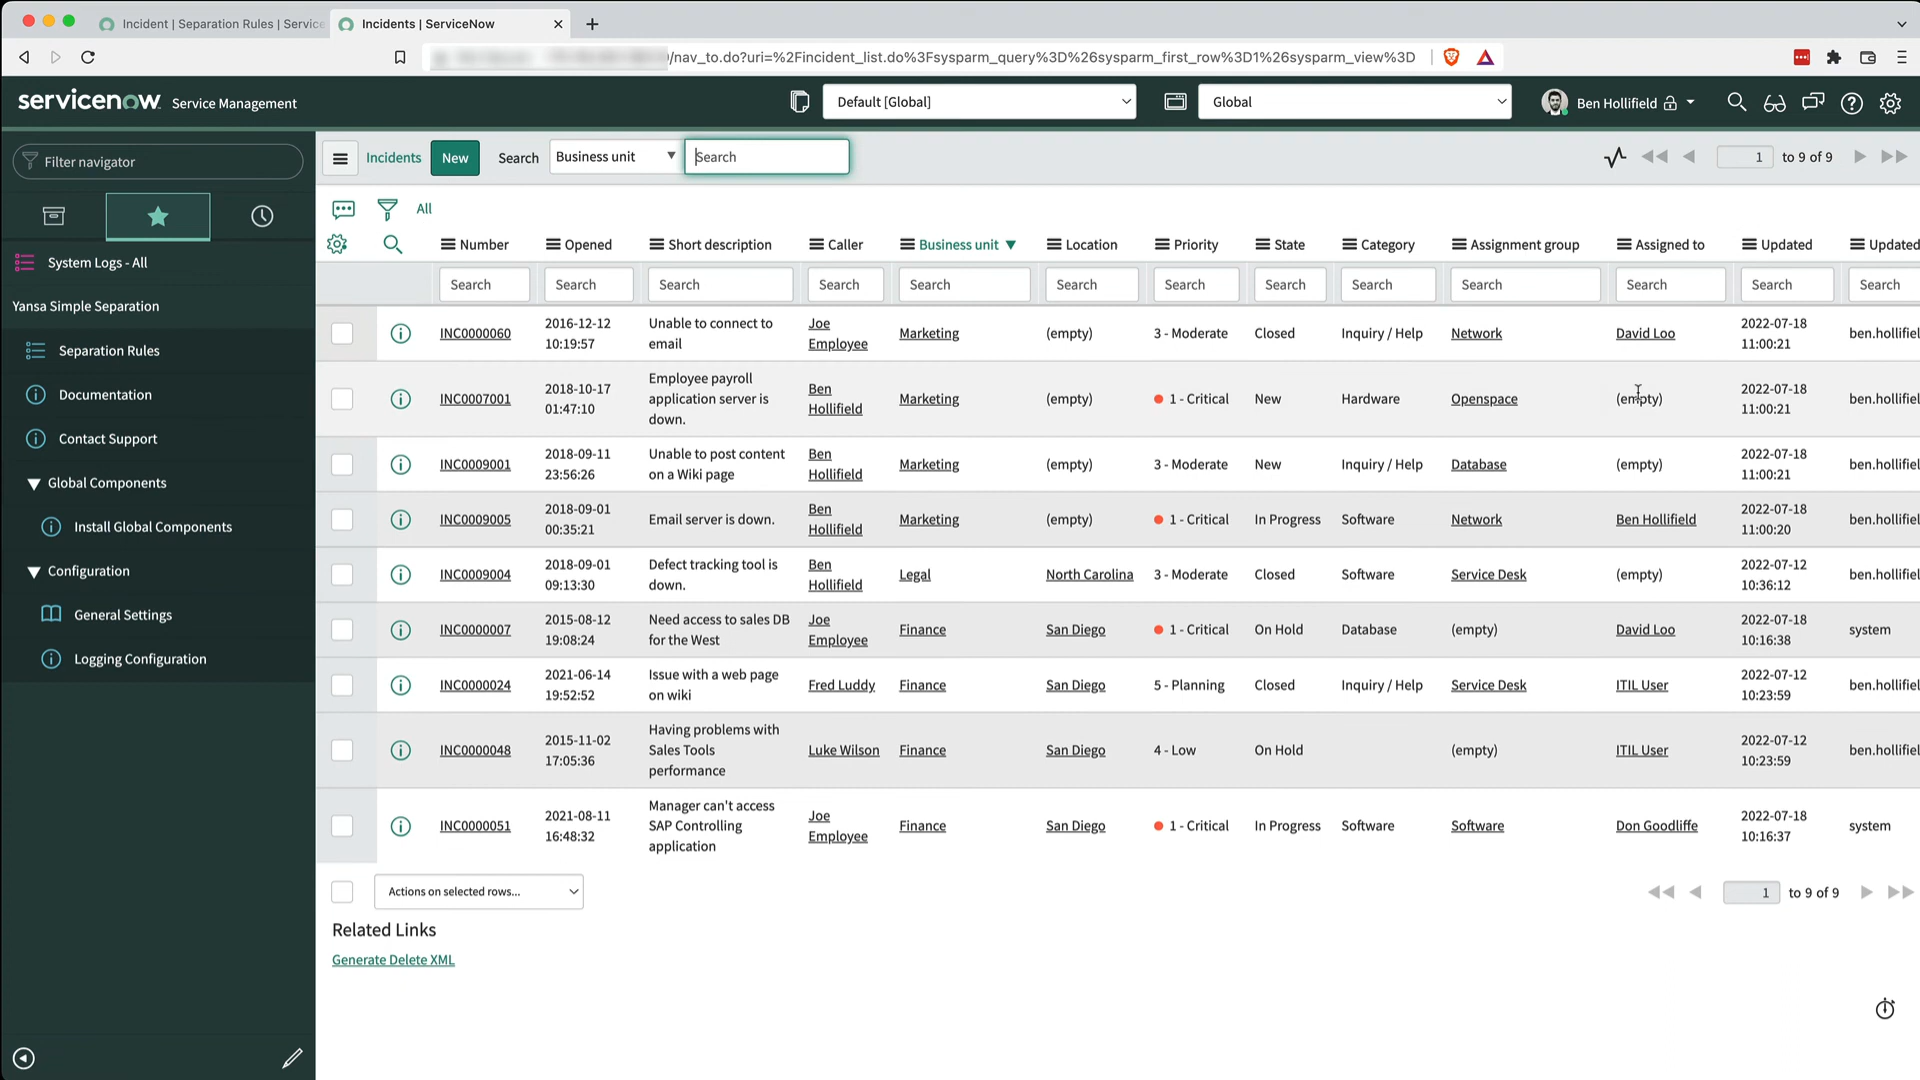 Incident | Separation Rules | Service
Incidents | ServiceNow
/nav_to.do?uri=%2Fincident_list.do%3Fsysparm_query%3D%26sysparm_first_row%3D1%26sysparm_view%3D
servicenow Service Management
Default [Global]
Global
Ben Hollifield
Filter navigator
System Logs - All
Yansa Simple Separation
Separation Rules
Documentation
Contact Support
Global Components
Install Global Components
Configuration
General Settings
Logging Configuration
Incidents New Search Business unit Search 1 to 9 of 9
All
Number Opened Short description Caller Business unit Location Priority State Category Assignment group Assigned to Updated Updated
Search Search Search Search Search Search Search Search Search Search Search Search Search
INC0000060 2016-12-12 10:19:57 Unable to connect to email Joe Employee Marketing (empty) 3 - Moderate Closed Inquiry / Help Network David Loo 2022-07-18 11:00:21 ben.hollifiel
INC0007001 2018-10-17 01:47:10 Employee payroll application server is down. Ben Hollifield Marketing (empty) 1 - Critical New Hardware Openspace (empty) 2022-07-18 11:00:21 ben.hollifiel
INC0009001 2018-09-11 23:56:26 Unable to post content on a Wiki page Ben Hollifield Marketing (empty) 3 - Moderate New Inquiry / Help Database (empty) 2022-07-18 11:00:21 ben.hollifiel
INC0009005 2018-09-01 00:35:21 Email server is down. Ben Hollifield Marketing (empty) 1 - Critical In Progress Software Network Ben Hollifield 2022-07-18 11:00:20 ben.hollifiel
INC0009004 2018-09-01 09:13:30 Defect tracking tool is down. Ben Hollifield Legal North Carolina 3 - Moderate Closed Software Service Desk (empty) 2022-07-12 10:36:12 ben.hollifiel
INC0000007 2015-08-12 19:08:24 Need access to sales DB for the West Joe Employee Finance San Diego 1 - Critical On Hold Database (empty) David Loo 2022-07-18 10:16:38 system
INC0000024 2021-06-14 19:52:52 Issue with a web page on wiki Fred Luddy Finance San Diego 5 - Planning Closed Inquiry / Help Service Desk ITIL User 2022-07-12 10:23:59 ben.hollifiel
INC0000048 2015-11-02 17:05:36 Having problems with Sales Tools performance Luke Wilson Finance San Diego 4 - Low On Hold (empty) ITIL User 2022-07-12 10:23:59 ben.hollifiel
INC0000051 2021-08-11 16:48:32 Manager can't access SAP Controlling application Joe Employee Finance San Diego 1 - Critical In Progress Software Software Don Goodliffe 2022-07-18 10:16:37 system
Actions on selected rows... 1 to 9 of 9
Related Links
Generate Delete XML